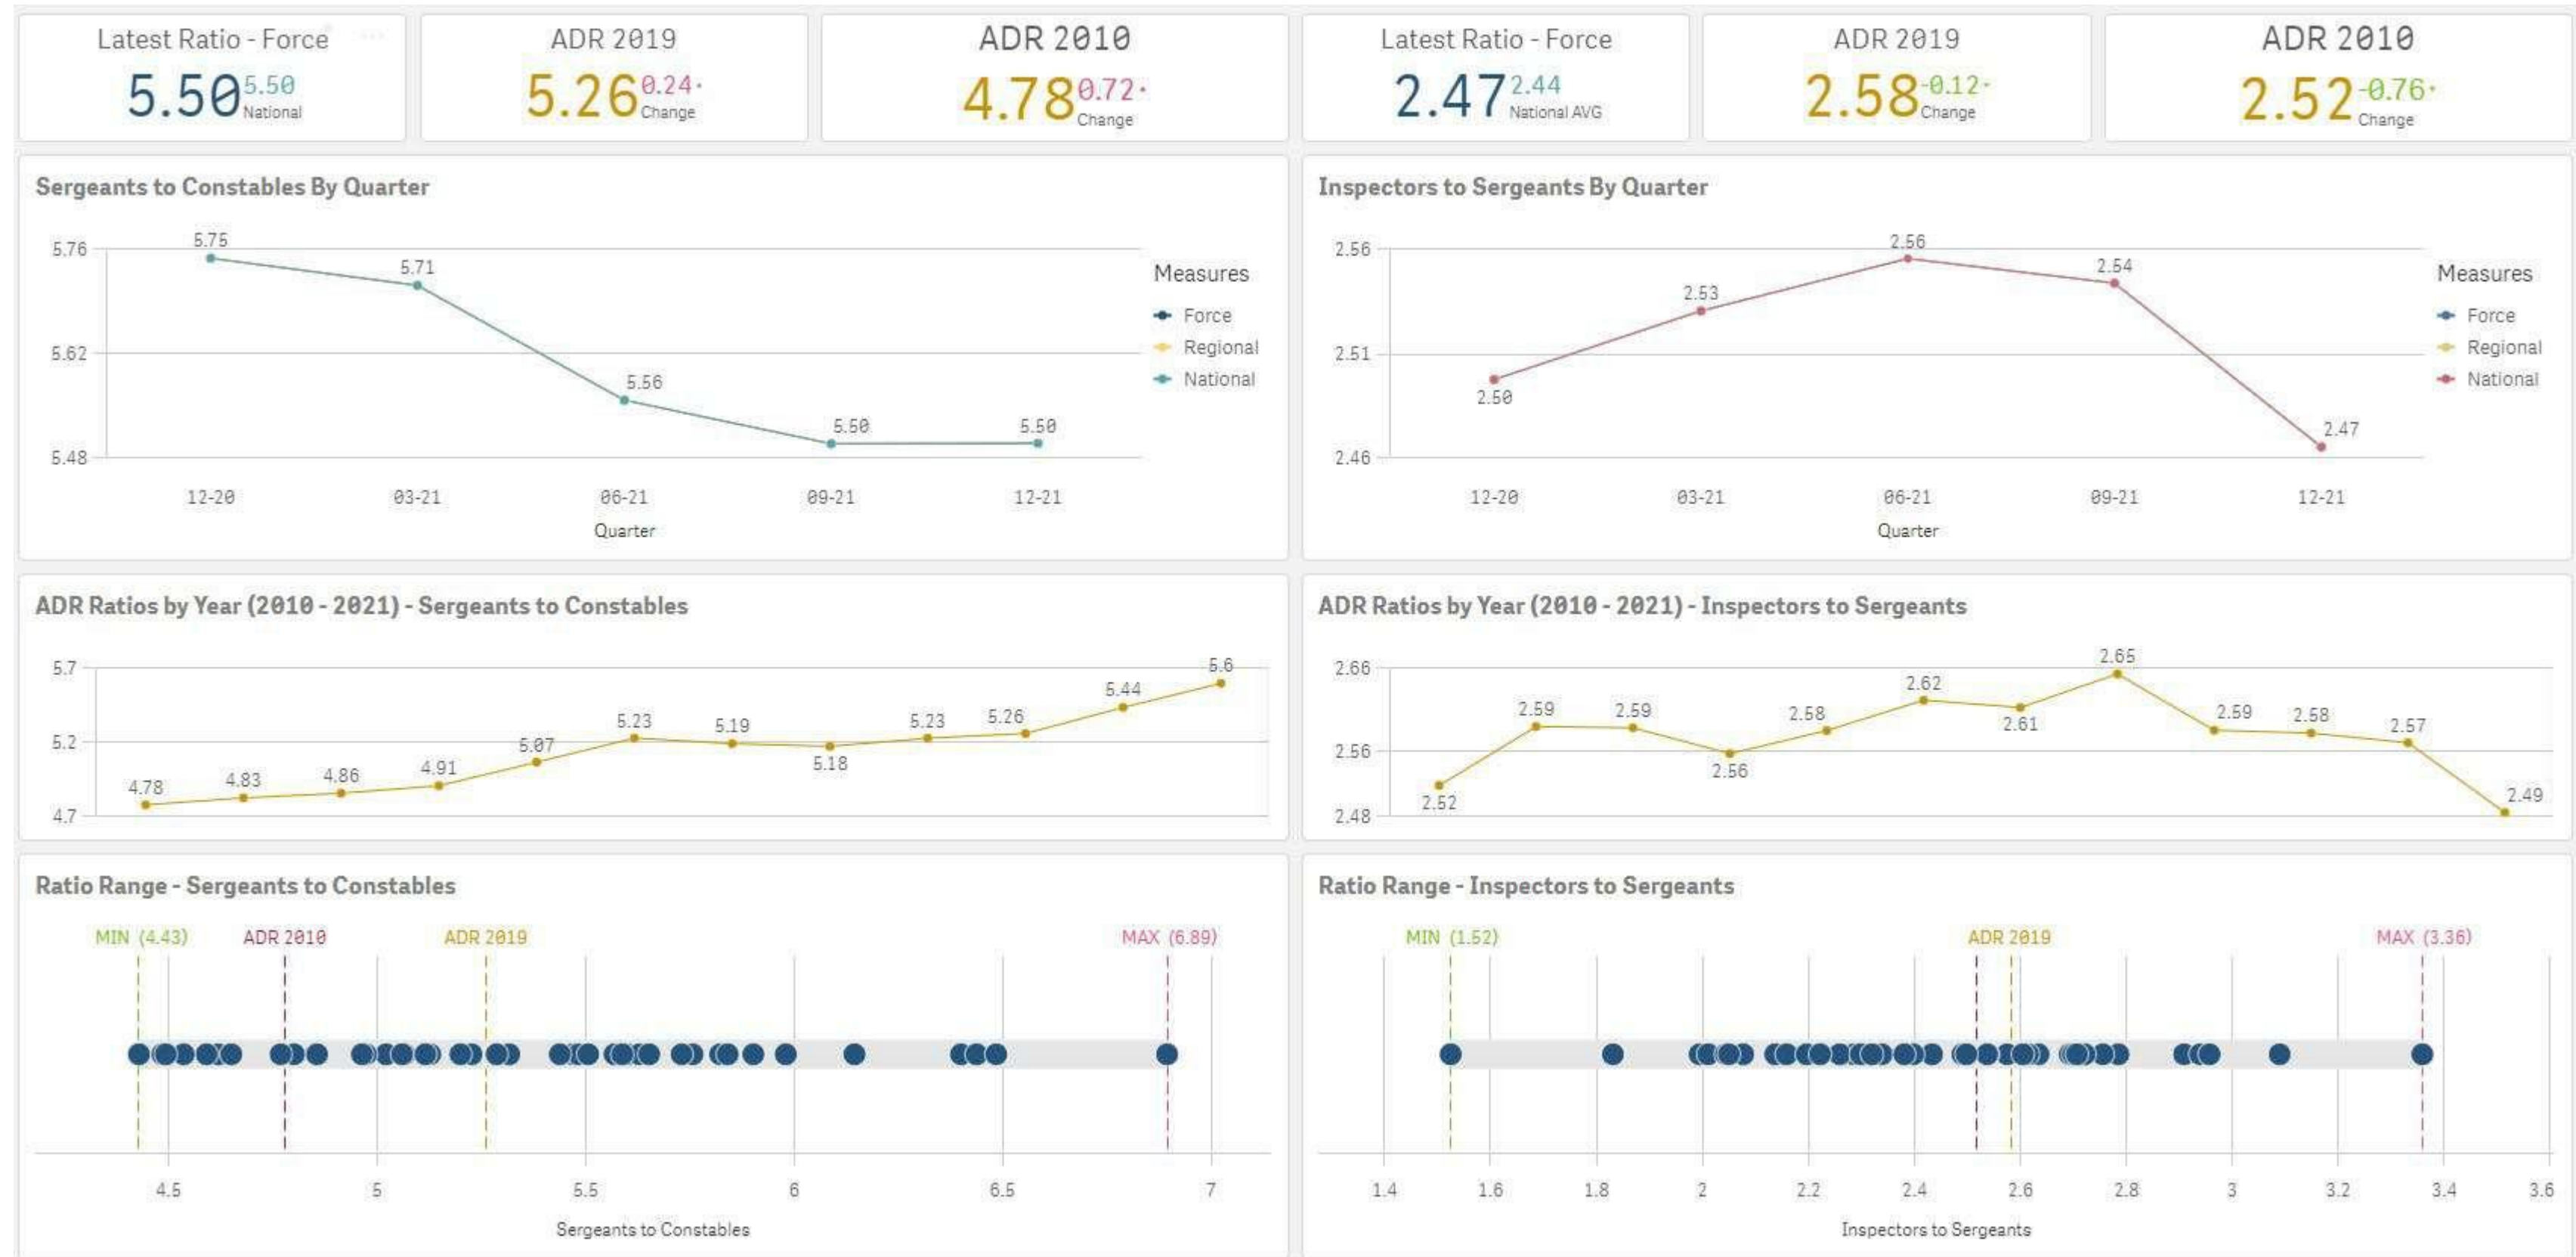 Latest Ratio - Force
5.50 5.50
National
ADR 2019
5.26 0.24
Change
ADR 2010
4.78 0.72
Change
Latest Ratio - Force
2.47 2.44
National AVG
ADR 2019
2.58 -0.12
Change
ADR 2010
2.52 -0.76
Change
Sergeants to Constables By Quarter
5.76
5.62
5.48
5.75
5.71
5.56
5.50
5.50
12-20
03-21
06-21
09-21
12-21
Quarter
Measures
Force
Regional
National
Inspectors to Sergeants By Quarter
2.56
2.51
2.46
2.50
2.53
2.56
2.54
2.47
12-20
03-21
06-21
09-21
12-21
Quarter
Measures
Force
Regional
National
ADR Ratios by Year (2010 - 2021) - Sergeants to Constables
5.7
5.2
4.7
4.78
4.83
4.86
4.91
5.07
5.23
5.19
5.18
5.23
5.26
5.44
5.6
ADR Ratios by Year (2010 - 2021) - Inspectors to Sergeants
2.66
2.56
2.48
2.52
2.59
2.59
2.56
2.58
2.62
2.61
2.65
2.59
2.58
2.57
2.49
Ratio Range - Sergeants to Constables
MIN (4.43)
ADR 2010
ADR 2019
MAX (6.89)
4.5
5
5.5
6
6.5
7
Sergeants to Constables
Ratio Range - Inspectors to Sergeants
MIN (1.52)
ADR 2019
MAX (3.36)
1.4
1.6
1.8
2
2.2
2.4
2.6
2.8
3
3.2
3.4
3.6
Inspectors to Sergeants